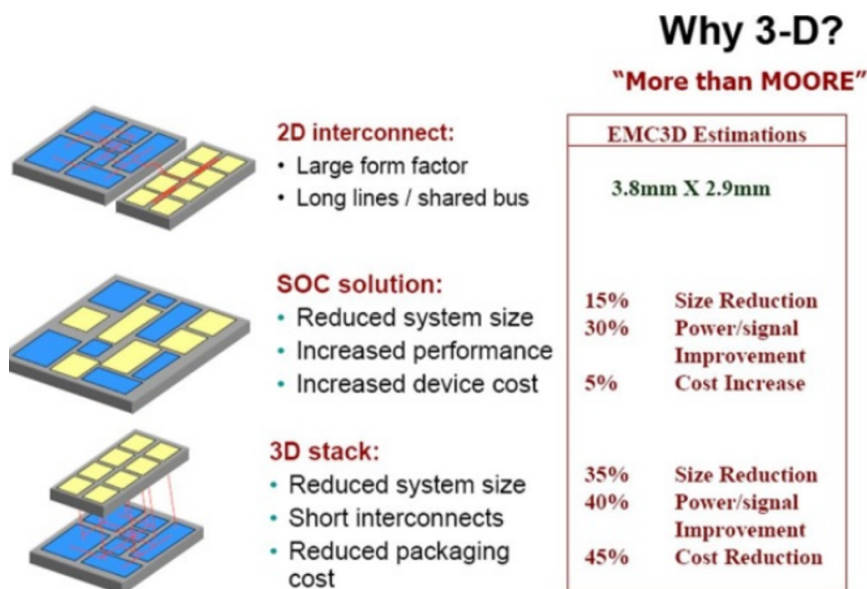 Why 3-D?
"More than MOORE"
2D interconnect:
• Large form factor
• Long lines / shared bus
SOC solution:
• Reduced system size
• Increased performance
• Increased device cost
3D stack:
• Reduced system size
• Short interconnects
• Reduced packaging
cost
EMC3D Estimations
3.8mm X 2.9mm
15% Size Reduction
30% Power/signal
Improvement
5% Cost Increase
35% Size Reduction
40% Power/signal
Improvement
45% Cost Reduction